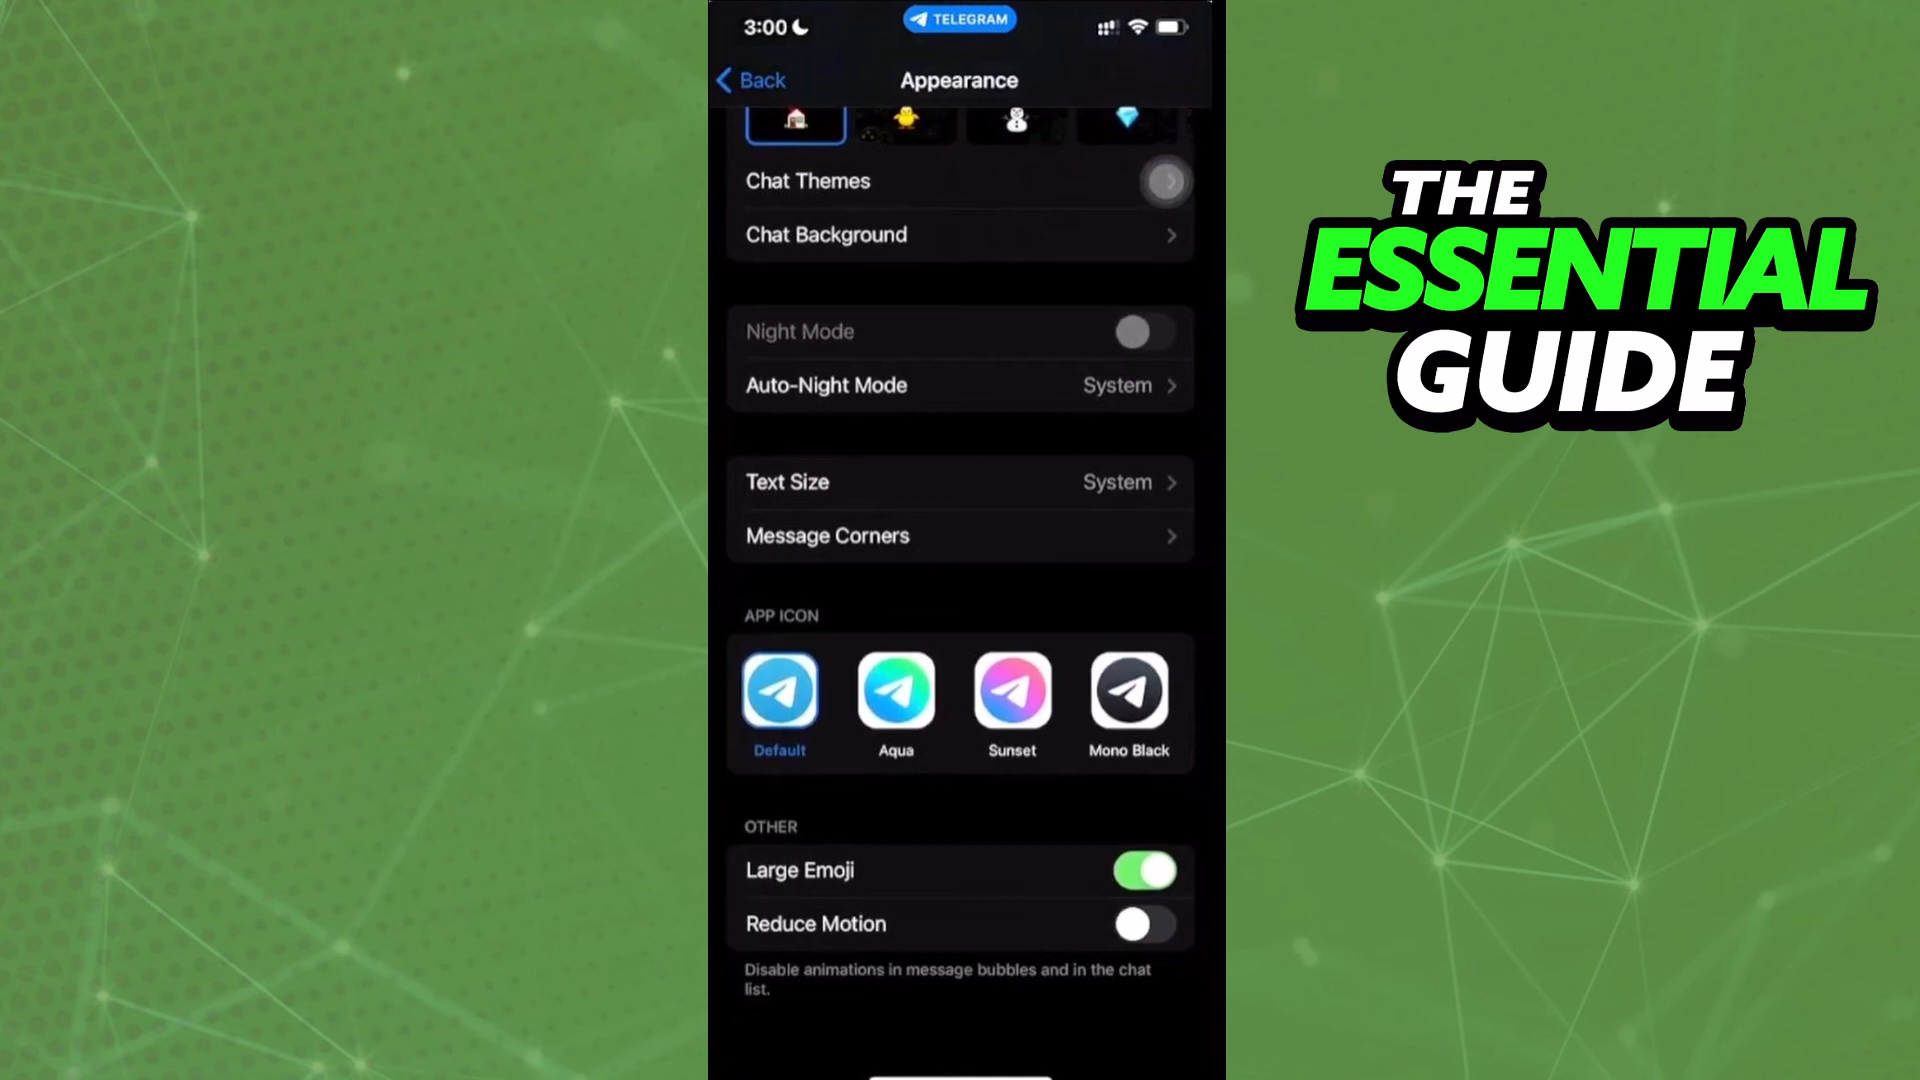 3:00
TELEGRAM
Back
Appearance
Chat Themes
Chat Background
Night Mode
Auto-Night Mode System
Text Size System
Message Corners
APP ICON
Default Aqua Sunset Mono Black
OTHER
Large Emoji
Reduce Motion
Disable animations in message bubbles and in the chat
list.
THE
ESSENTIAL
GUIDE